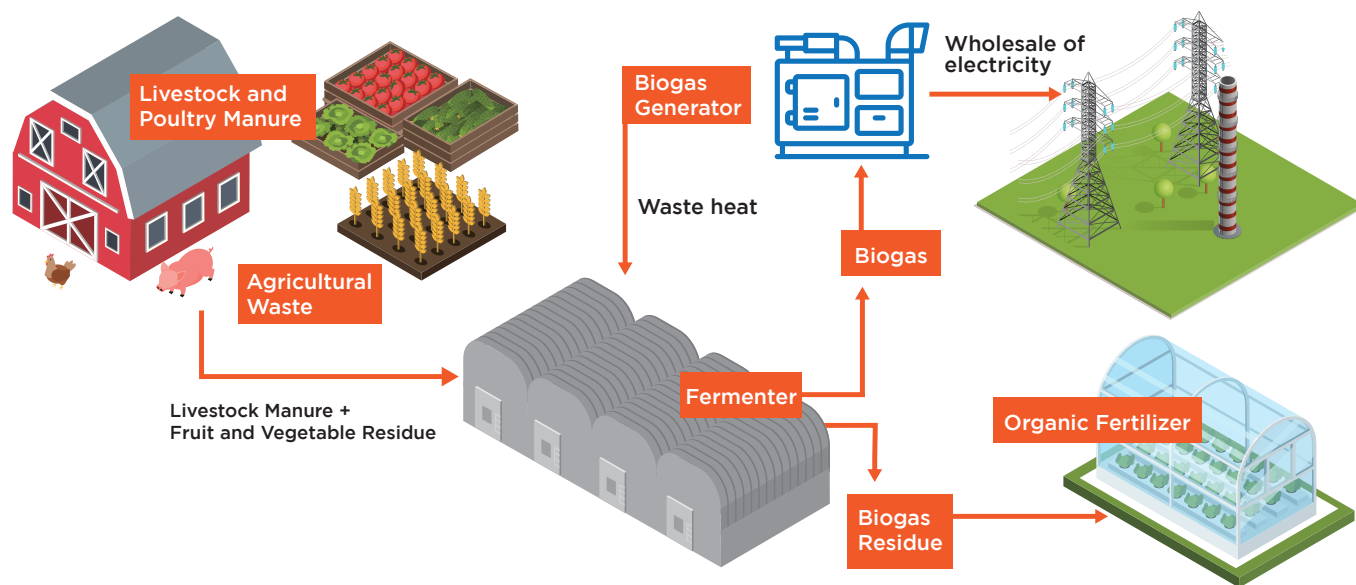 Livestock and
Poultry Manure
Agricultural
Waste
Livestock Manure +
Fruit and Vegetable Residue
Biogas
Generator
Waste heat
Fermenter
Biogas
Wholesale of
electricity
Biogas
Residue
Organic Fertilizer